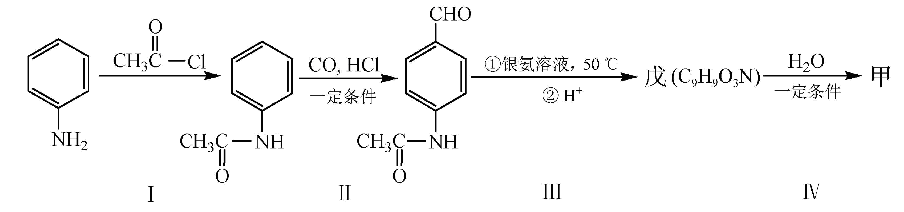 CHO
O
CH₃C—Cl
CO, HCl
一定条件
①银氨溶液，50 ℃
② H⁺
戊(C₉H₉O₃N)
H₂O
一定条件
甲
NH₂
CH₃C—NH
O
CH₃C—NH
O
Ⅰ
Ⅱ
Ⅲ
Ⅳ